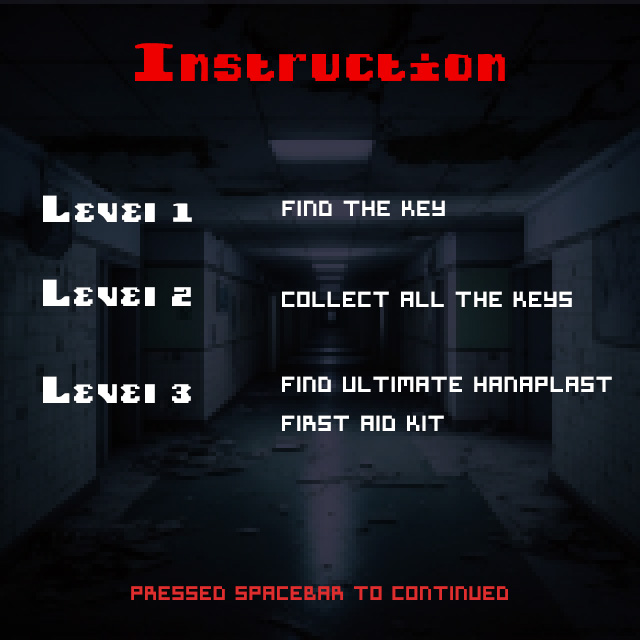 Instruction
Level 1 FIND THE KEY
Level 2 COLLECT ALL THE KEYS
Level 3 FIND ULTIMATE HANAPLAST
FIRST AID KIT
PRESSED SPACEBAR TO CONTINUED